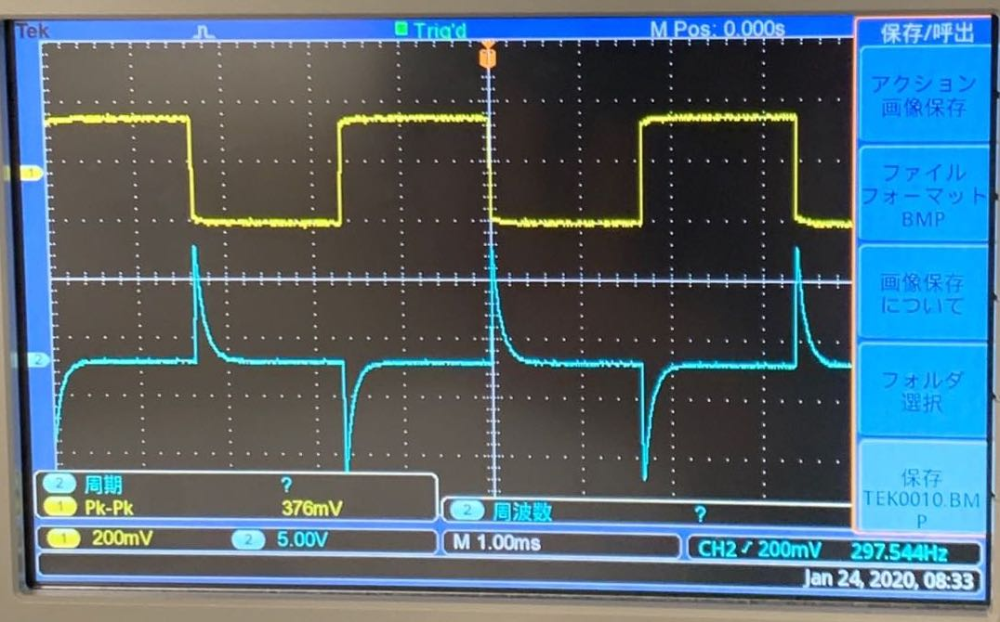 Tek
Trig'd
M Pos: 0.000s
保存/呼出
アクション
画像保存
ファイル
フォーマット
BMP
画像保存
について
フォルダ
選択
保存
TEK0010.BM
P
1
2
2 周期 ?
1 Pk-Pk 376mV
2 周波数 ?
1 200mV 2 5.00V
M 1.00ms
CH2 / 200mV 297.544Hz
Jan 24, 2020, 08:33